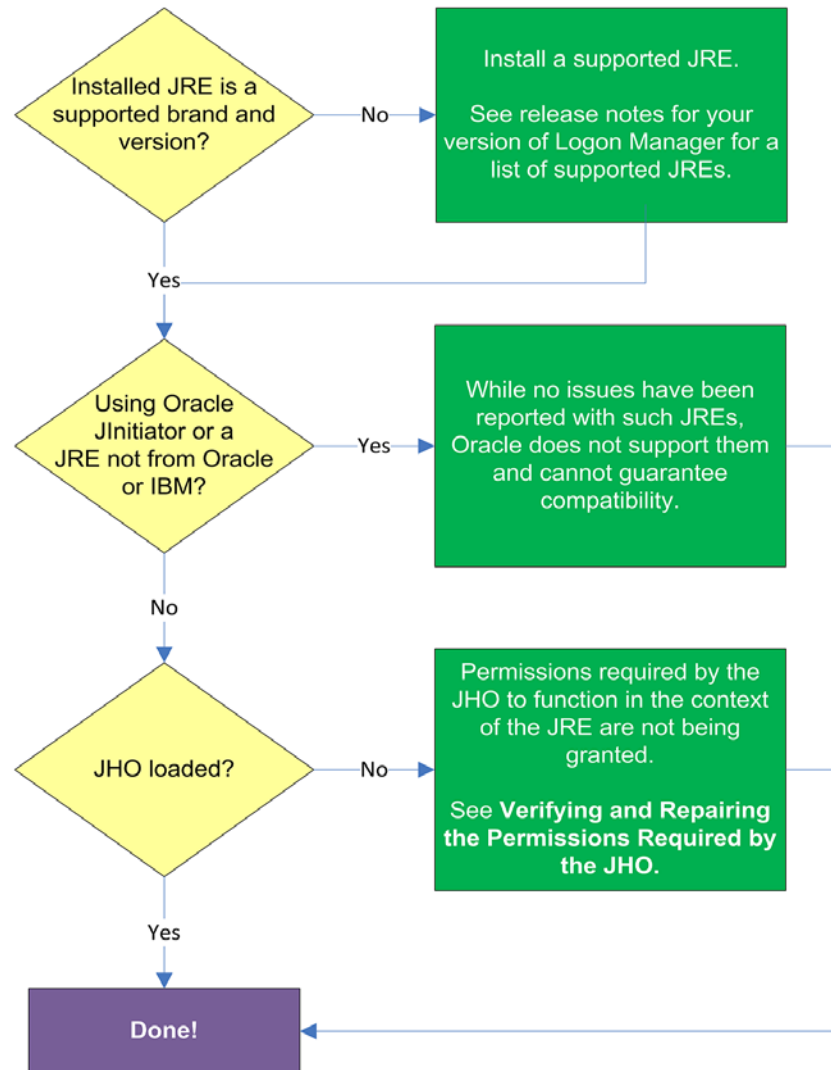 Installed JRE is a
supported brand and
version?
No
Install a supported JRE.
See release notes for your
version of Logon Manager for a
list of supported JREs.
Yes
Using Oracle
JInitiator or a
JRE not from Oracle
or IBM?
Yes
While no issues have been
reported with such JREs,
Oracle does not support them
and cannot guarantee
compatibility.
No
JHO loaded?
No
Permissions required by the
JHO to function in the context
of the JRE are not being
granted.
See Verifying and Repairing
the Permissions Required by
the JHO.
Yes
Done!